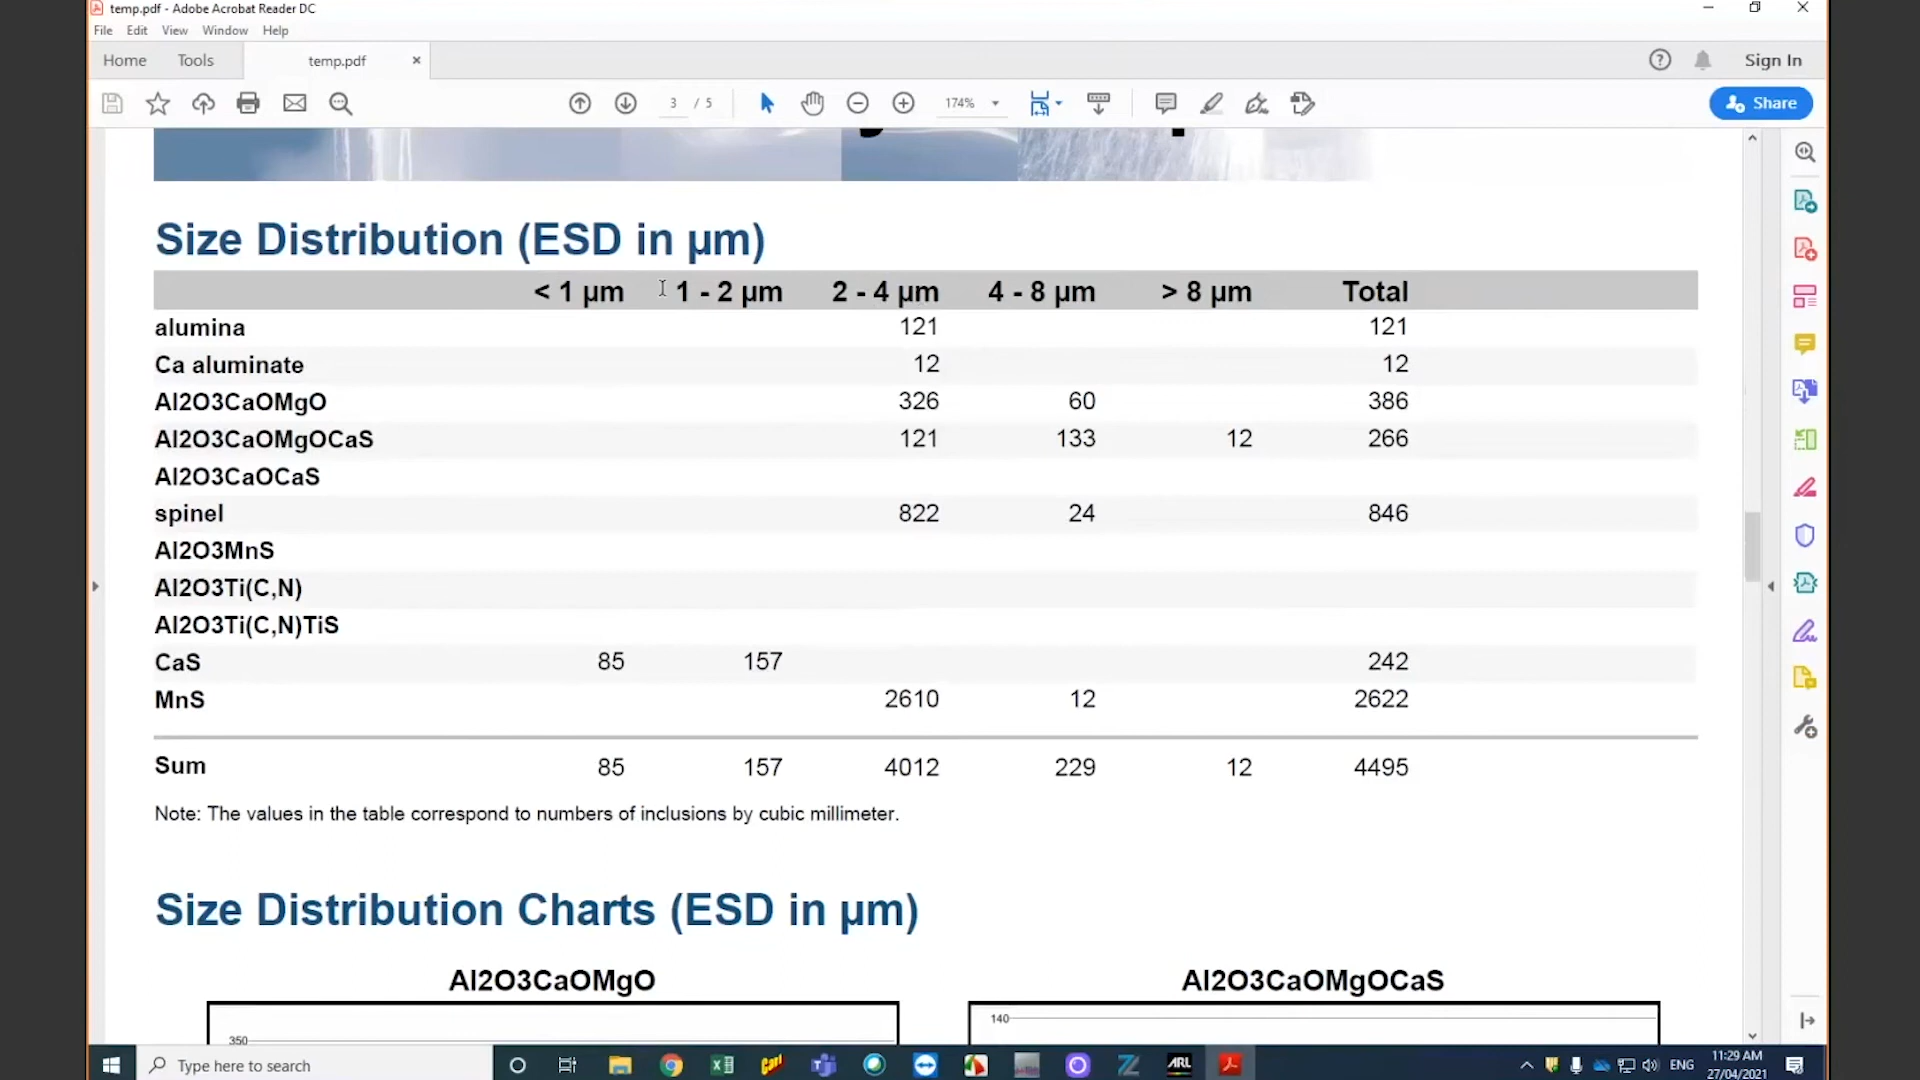 temp.pdf - Adobe Acrobat Reader DC
File Edit View Window Help
Home Tools temp.pdf × Sign In
3 / 5 174% Share
Size Distribution (ESD in µm)
< 1 µm 1 - 2 µm 2 - 4 µm 4 - 8 µm > 8 µm Total
alumina 121 121
Ca aluminate 12 12
Al2O3CaOMgO 326 60 386
Al2O3CaOMgOCaS 121 133 12 266
Al2O3CaOCaS
spinel 822 24 846
Al2O3MnS
Al2O3Ti(C,N)
Al2O3Ti(C,N)TiS
CaS 85 157 242
MnS 2610 12 2622
Sum 85 157 4012 229 12 4495
Note: The values in the table correspond to numbers of inclusions by cubic millimeter.
Size Distribution Charts (ESD in µm)
Al2O3CaOMgO Al2O3CaOMgOCaS
350 140
Type here to search ARL ENG 11:29 AM
27/04/2021